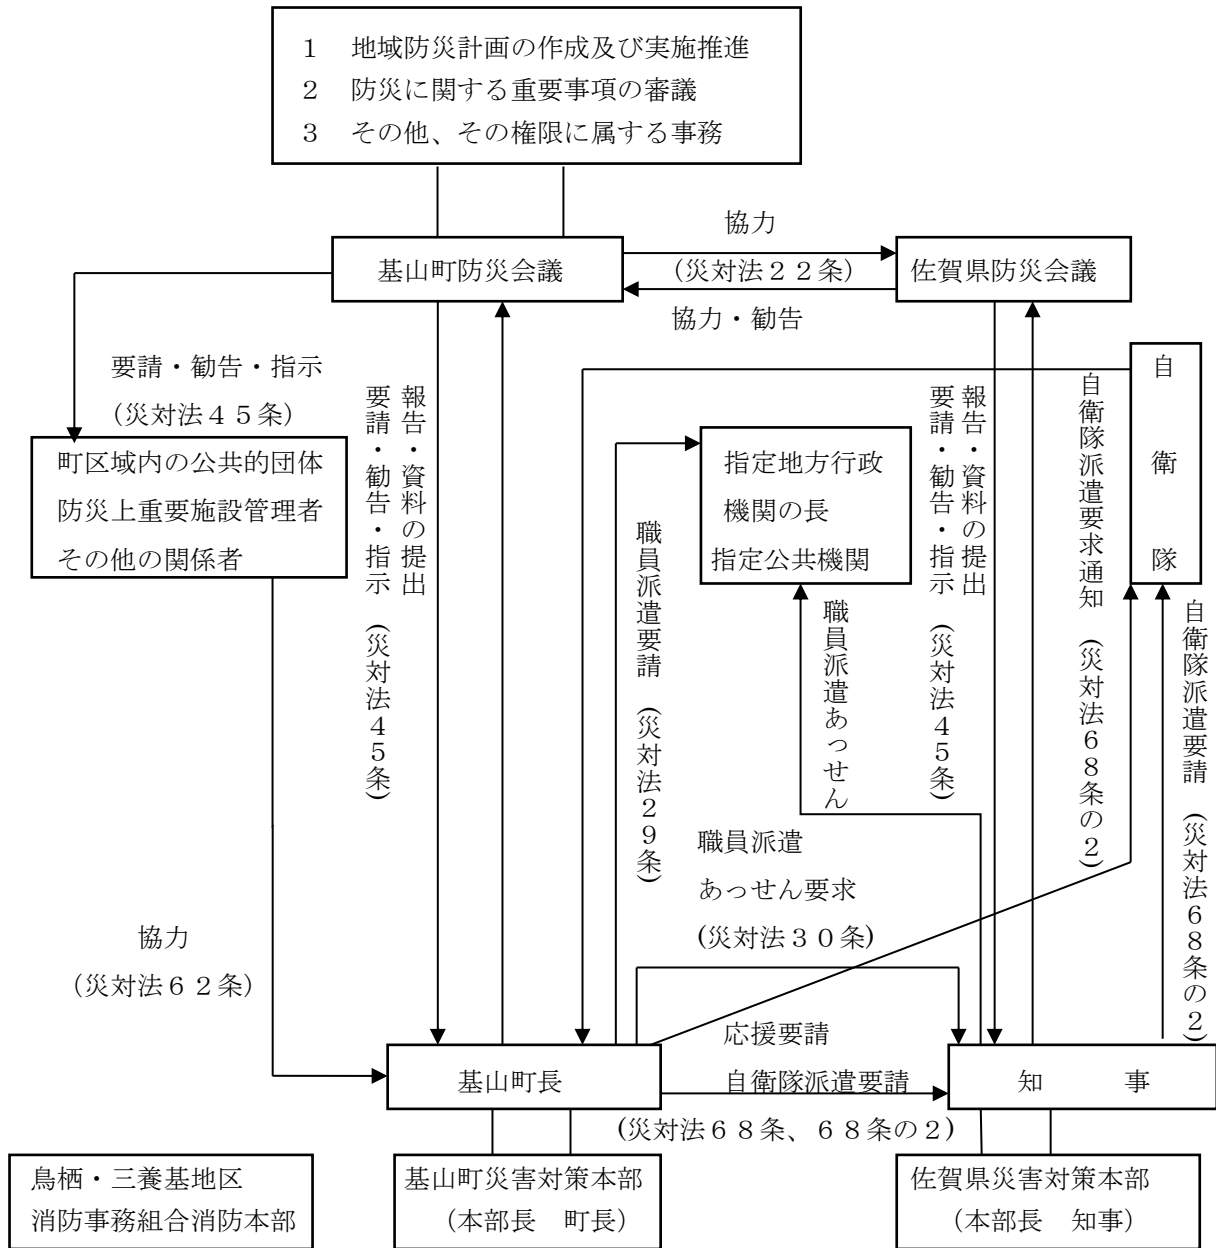 １　地域防災計画の作成及び実施推進
２　防災に関する重要事項の審議
３　その他、その権限に属する事務
協力
基山町防災会議
(災対法２２条)
佐賀県防災会議
協力・勧告
要請・勧告・指示
(災対法４５条)
町区域内の公共的団体
防災上重要施設管理者
その他の関係者
報告・資料の提出
要請・勧告・指示　(災対法45条)
職員派遣要請　(災対法29条)
指定地方行政
機関の長
指定公共機関
職員派遣あっせん
報告・資料の提出
要請・勧告・指示　(災対法45条)
自衛隊派遣要求通知　(災対法68条の2)
自衛隊
自衛隊派遣要請　(災対法68条の2)
職員派遣
あっせん要求
(災対法３０条)
協力
(災対法６２条)
基山町長
応援要請
自衛隊派遣要請
(災対法６８条、６８条の２)
知　事
鳥栖・三養基地区
消防事務組合消防本部
基山町災害対策本部
（本部長　町長）
佐賀県災害対策本部
（本部長　知事）